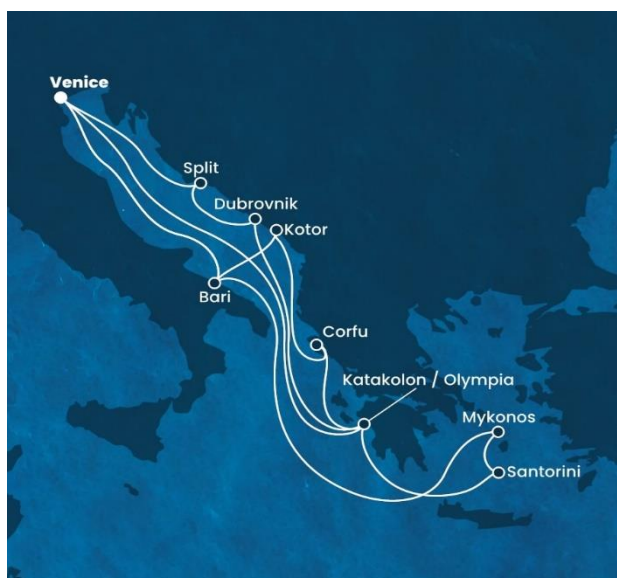 Venice
Split
Dubrovnik
Kotor
Bari
Corfu
Katakolon / Olympia
Mykonos
Santorini